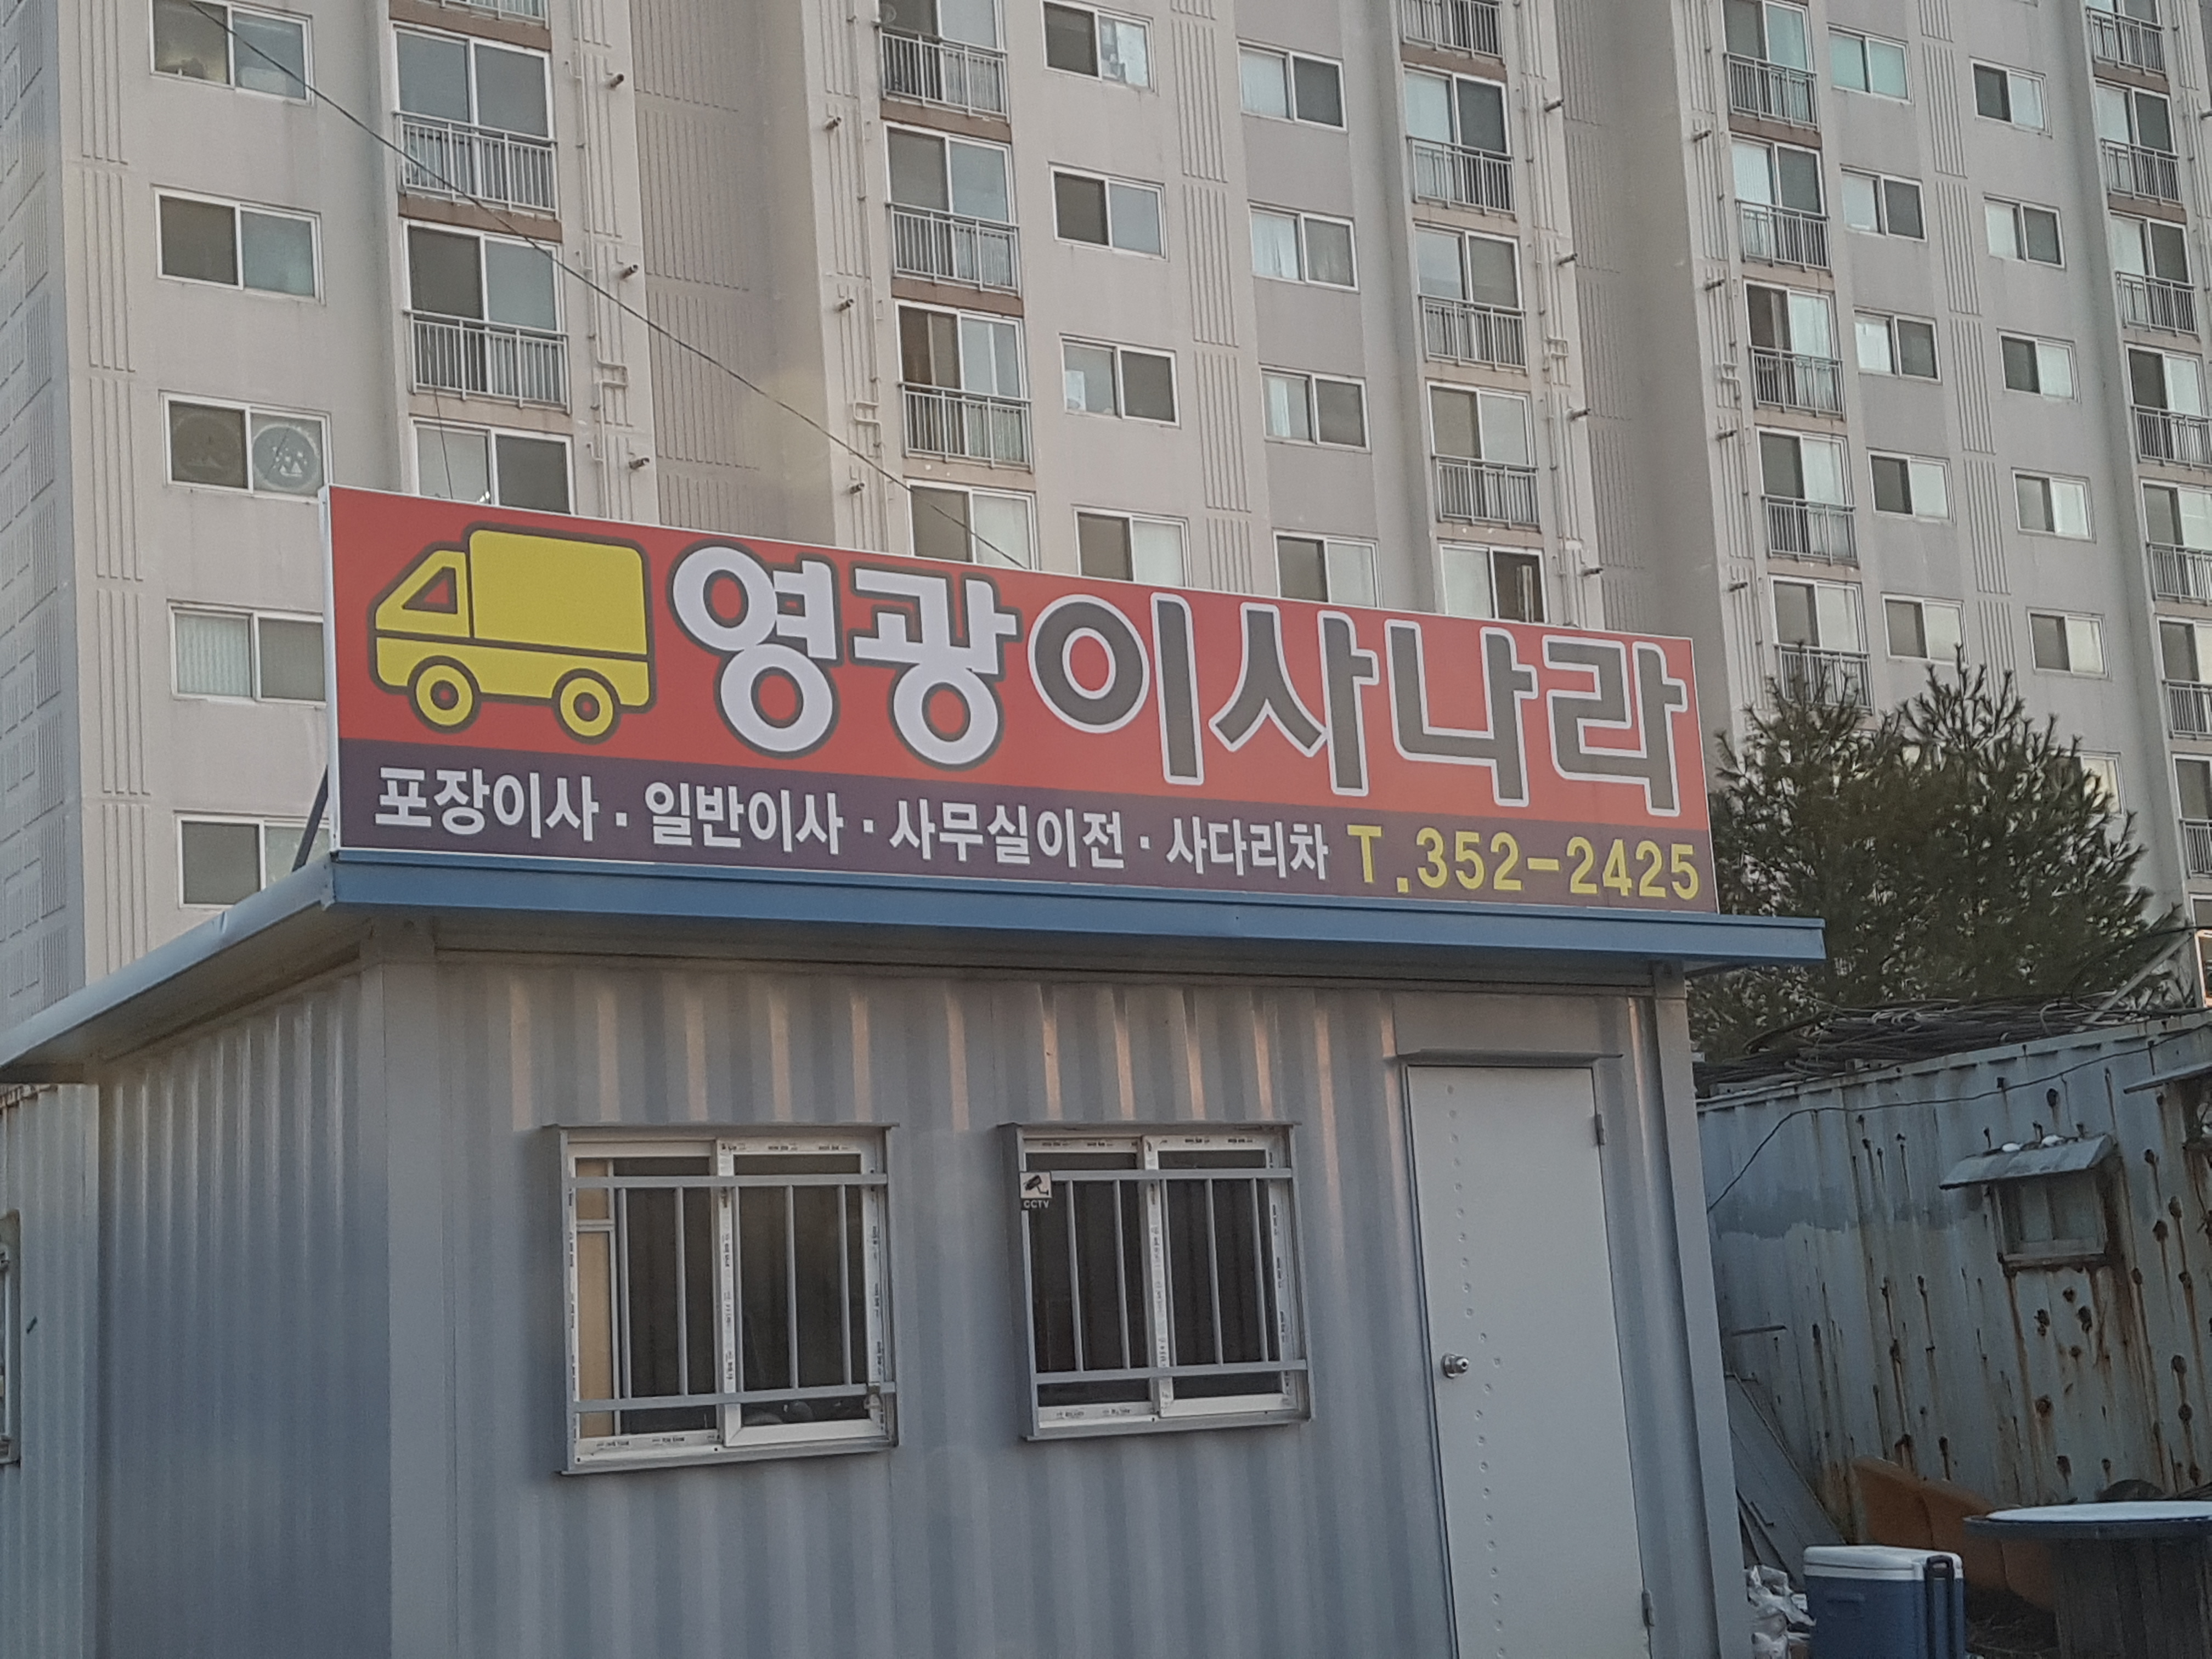 영광이사나라
포장이사 · 일반이사 · 사무실이전 · 사다리차 T.352-2425
CCTV